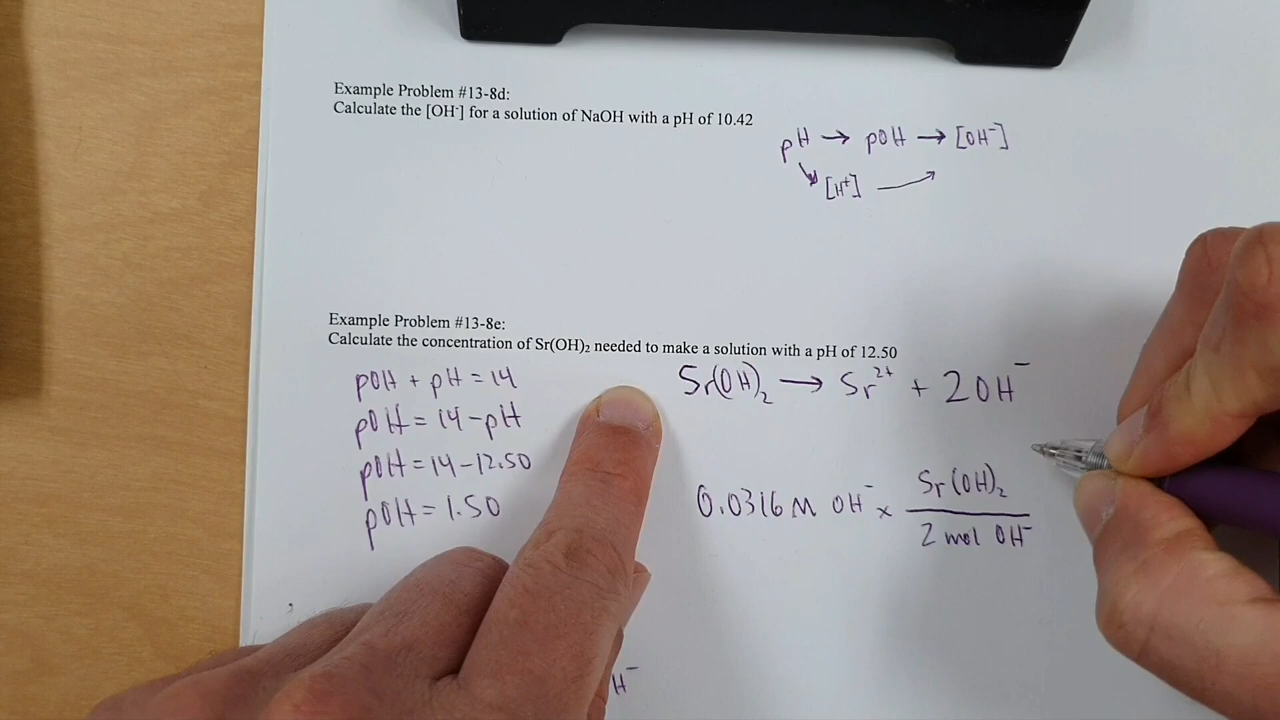 Example Problem #13-8d:
Calculate the [OH⁻] for a solution of NaOH with a pH of 10.42
pH → pOH → [OH⁻]
↘ [H⁺] ↗
Example Problem #13-8e:
Calculate the concentration of Sr(OH)₂ needed to make a solution with a pH of 12.50
pOH + pH = 14
pOH = 14 - pH
pOH = 14 - 12.50
pOH = 1.50
Sr(OH)₂ → Sr²⁺ + 2OH⁻
Sr(OH)₂
0.0316 M OH⁻ ×
2 mol OH⁻
H⁻